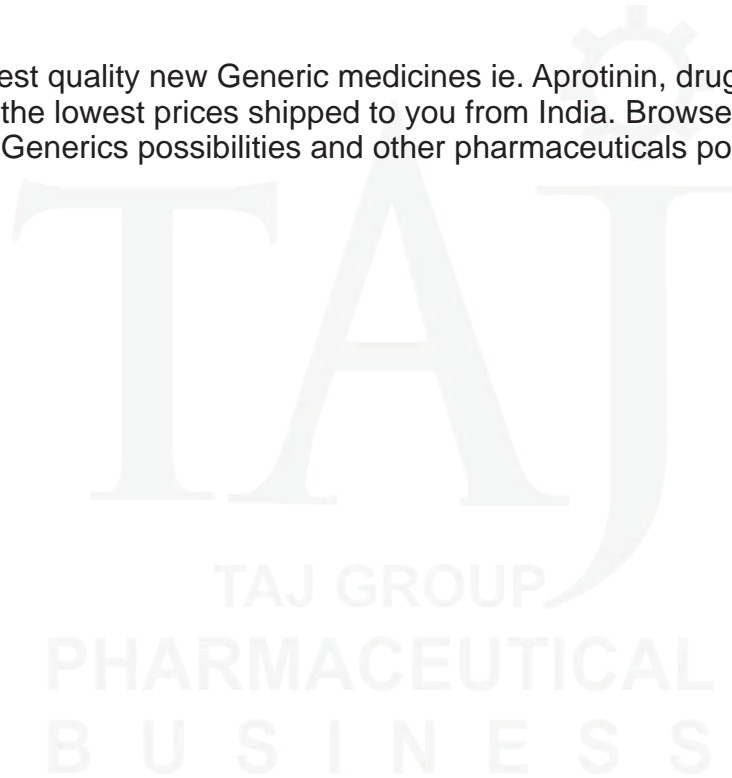 est quality new Generic medicines ie. Aprotinin, drug
the lowest prices shipped to you from India. Browse
Generics possibilities and other pharmaceuticals po
TAJ
TAJ GROUP
PHARMACEUTICAL
BUSINESS